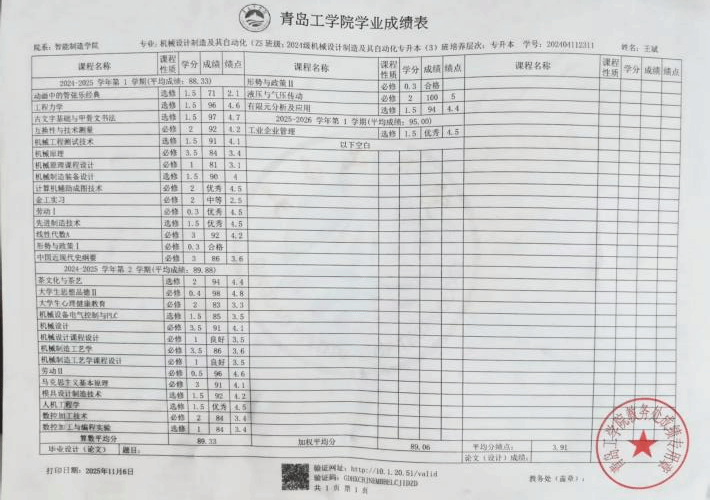 青岛工学院学业成绩表
院系: 智能制造学院 专业: 机械设计制造及其自动化 (Z5 班级: 2024级机械设计制造及其自动化专升本 (3) 班培养层次: 专升本 学号: 202404112311 姓名: 王斌
课程名称 课程性质 学分 成绩 绩点 课程名称 课程性质 学分 成绩 绩点 课程名称 课程性质 学分 成绩 绩点
2024-2025 学年第 1 学期(平均成绩: 88.33)
动画中的管弦乐经典 选修 1.5 71 2.1
工程力学 选修 1.5 96 4.6
古文字基础与甲骨文书法 选修 1.5 97 4.7
互换性与技术测量 必修 2 92 4.2
机械工程测试技术 选修 1.5 91 4.1
机械原理 必修 3.5 84 3.4
机械原理课程设计 必修 1 81 3.1
机械制造装备设计 选修 1.5 90 4
计算机辅助成图技术 必修 2 优秀 4.5
金工实习 必修 2 中等 2.5
劳动Ⅰ 必修 0.3 优秀 4.5
先进制造技术 选修 1.5 优秀 4.5
线性代数A 必修 3 92 4.2
形势与政策Ⅰ 必修 0.3 合格
中国近现代史纲要 必修 3 86 3.6
2024-2025 学年第 2 学期(平均成绩: 89.88)
茶文化与茶艺 选修 2 94 4.4
大学生思想品德Ⅱ 必修 0.4 98 4.8
大学生心理健康教育 必修 2 83 3.3
机械设备电气控制与PLC 选修 1.5 85 3.5
机械设计 必修 3.5 91 4.1
机械设计课程设计 必修 1 良好 3.5
机械制造工艺学 必修 3.5 86 3.6
机械制造工艺学课程设计 必修 1 良好 3.5
劳动Ⅱ 必修 0.5 96 4.6
马克思主义基本原理 必修 3 91 4.1
模具设计制造技术 选修 1.5 92 4.2
人机工程学 选修 1.5 优秀 4.5
数控加工技术 必修 2 84 3.4
数控加工与编程实验 选修 1 84 3.4
形势与政策Ⅱ 必修 0.3 合格
液压与气压传动 必修 2 100 5
有限元分析及应用 选修 1.5 94 4.4
2025-2026 学年第 1 学期(平均成绩: 95.00)
工业企业管理 选修 1.5 优秀 4.5
以下空白
算数平均分 89.33 加权平均分 89.06 平均分绩点: 3.91
毕业设计 (论文) 题目: 论文 (设计) 成绩:
打印日期: 2025年11月6日
验证网址: http://10.1.20.51/valid
共 1 页 第 1 页
教务处 (盖章):
青岛工学院教务处成绩专用章